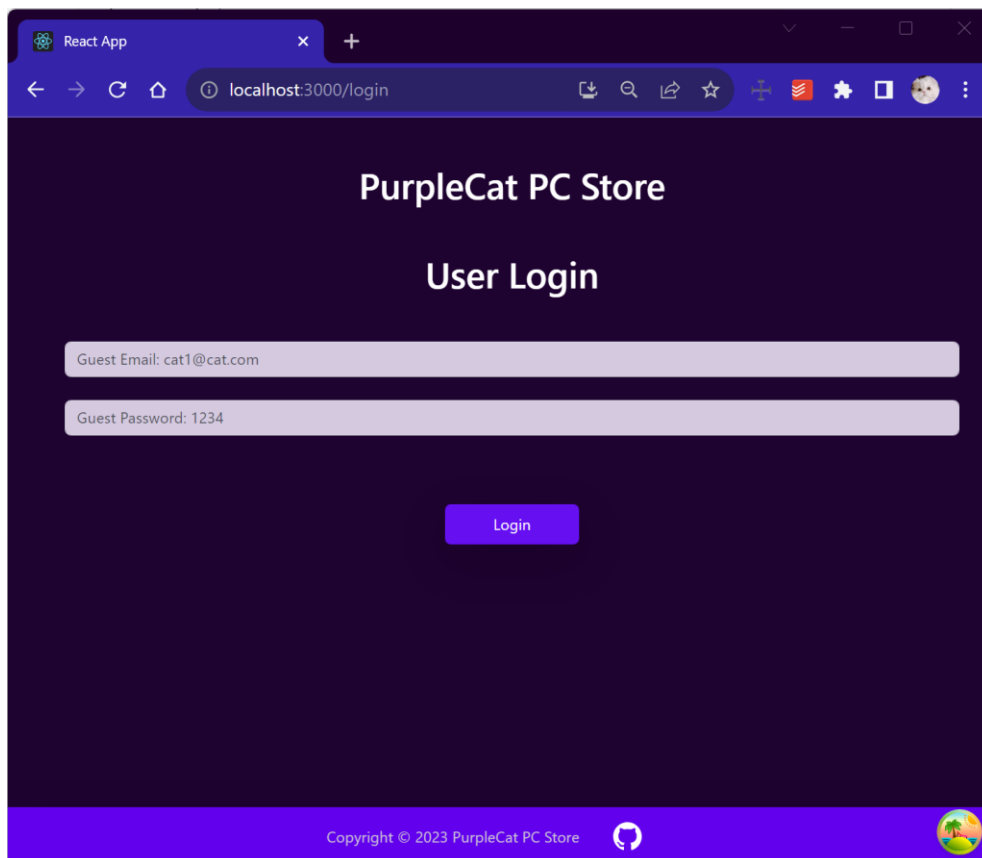 React App
localhost:3000/login
PurpleCat PC Store
User Login
Guest Email: cat1@cat.com
Guest Password: 1234
Login
Copyright © 2023 PurpleCat PC Store